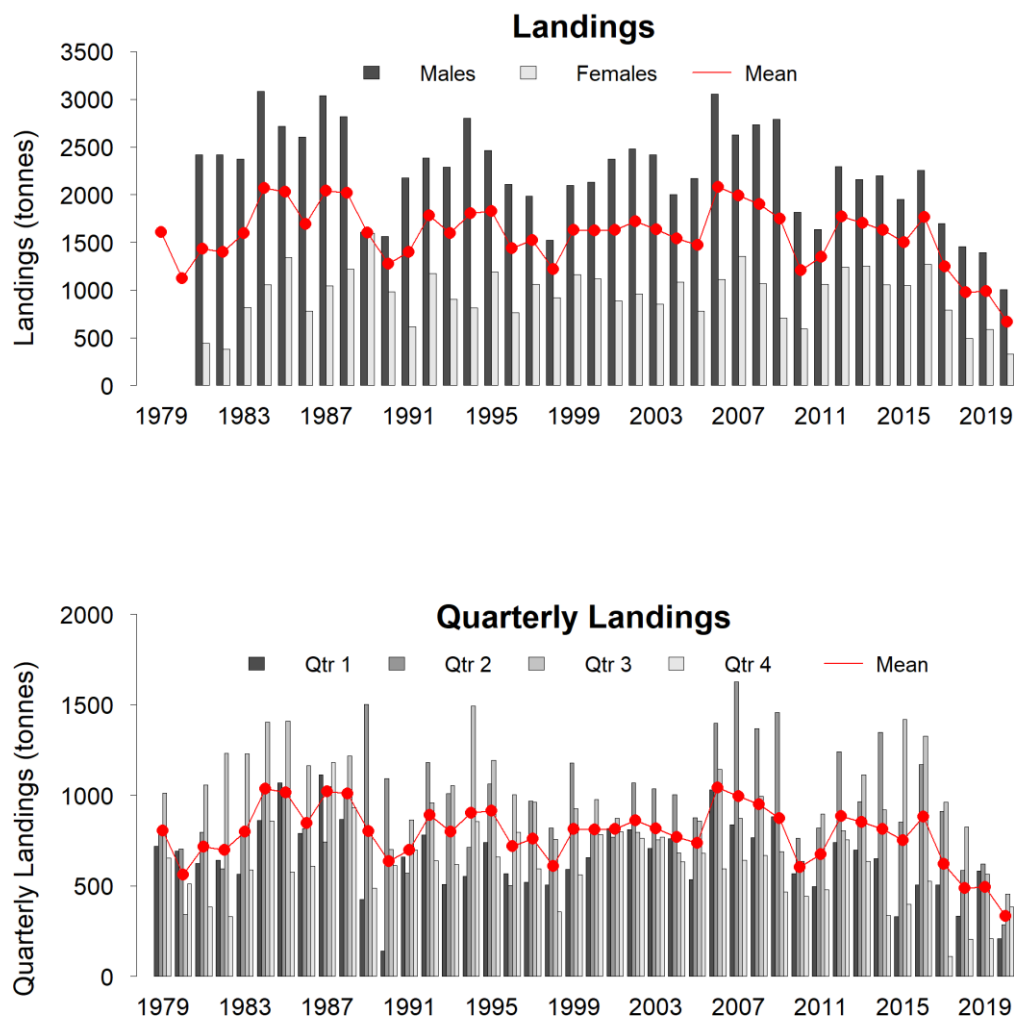 Landings
Males Females Mean
Landings (tonnes)
3500
3000
2500
2000
1500
1000
500
0
1979 1983 1987 1991 1995 1999 2003 2007 2011 2015 2019
Quarterly Landings
Qtr 1 Qtr 2 Qtr 3 Qtr 4 Mean
Quarterly Landings (tonnes)
2000
1500
1000
500
0
1979 1983 1987 1991 1995 1999 2003 2007 2011 2015 2019